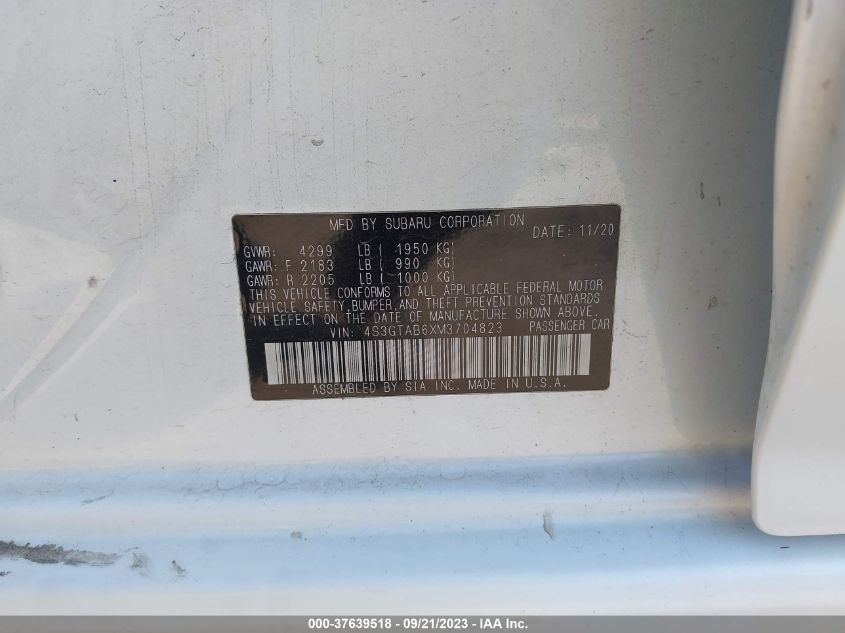 MFD BY SUBARU CORPORATION
DATE: 11/20
GVWR: 4299 LB ( 1950 KG)
GAWR: F 2183 LB ( 990 KG)
GAWR: R 2205 LB ( 1000 KG)
THIS VEHICLE CONFORMS TO ALL APPLICABLE FEDERAL MOTOR
VEHICLE SAFETY, BUMPER, AND THEFT PREVENTION STANDARDS
IN EFFECT ON THE DATE OF MANUFACTURE SHOWN ABOVE.
VIN: 4S3GTAB6XM3704823 PASSENGER CAR
ASSEMBLED BY SIA INC. MADE IN U.S.A.
000-37639518 - 09/21/2023 - IAA Inc.